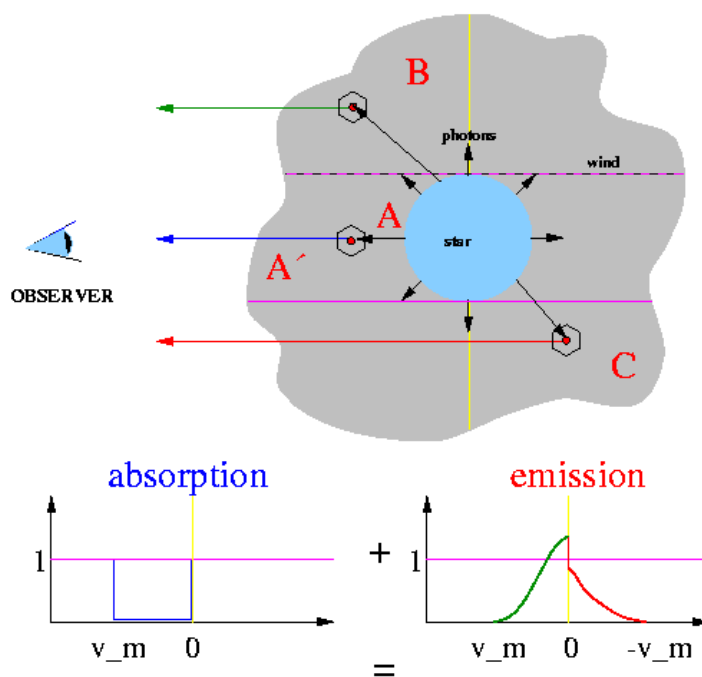 B
photons
wind
A
star
A´
OBSERVER
C
absorption
emission
1
+
1
v_m 0
v_m 0 -v_m
=